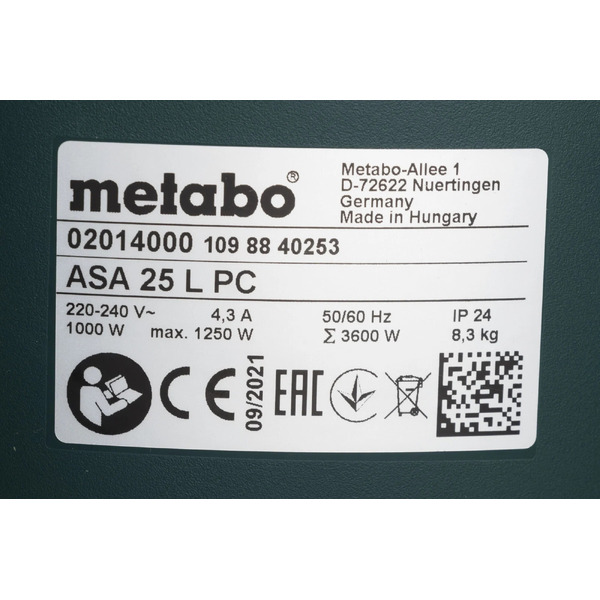 metabo®
Metabo-Allee 1
D-72622 Nuertingen
Germany
Made in Hungary
02014000 109 88 40253
ASA 25 L PC
220-240 V~ 4,3 A 50/60 Hz IP 24
1000 W max. 1250 W Σ 3600 W 8,3 kg
CE 09/2021 EAC